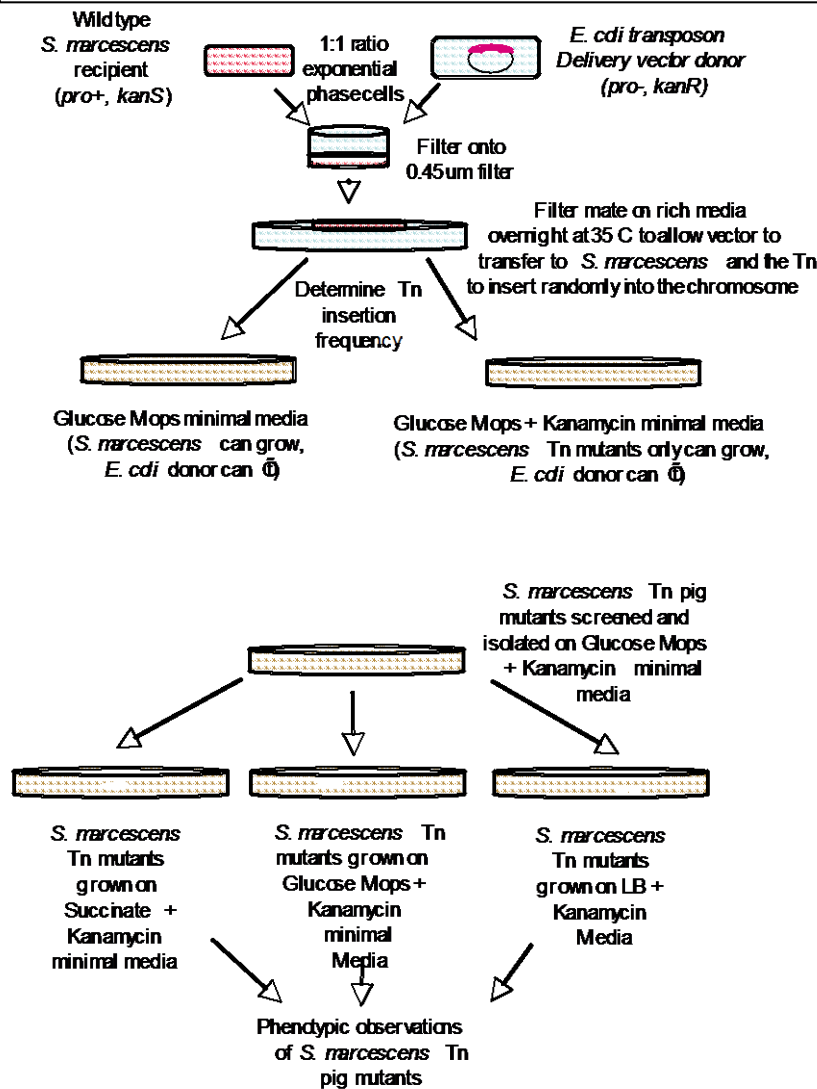 Wild type
S. marcescens
recipient
(pro+, kanS)
1:1 ratio
exponential
phase cells
E. cdi transposon
Delivery vector donor
(pro-, kanR)
Filter onto
0.45um filter
Filter mate on rich media
overnight at 35 C to allow vector to
transfer to S. marcescens and the Tn
to insert randomly into the chromosome
Determine Tn
insertion
frequency
Glucose Mops minimal media
(S. marcescens can grow,
E. cdi donor can
Glucose Mops + Kanamycin minimal media
(S. marcescens Tn mutants only can grow,
E. cdi donor can
S. marcescens Tn pig
mutants screened and
isolated on Glucose Mops
+ Kanamycin minimal
media
S. marcescens
Tn mutants
grown on
Succinate +
Kanamycin
minimal media
S. marcescens Tn
mutants grown on
Glucose Mops +
Kanamycin
minimal
Media
S. marcescens
Tn mutants
grown on LB +
Kanamycin
Media
Phenotypic observations
of S. marcescens Tn
pig mutants